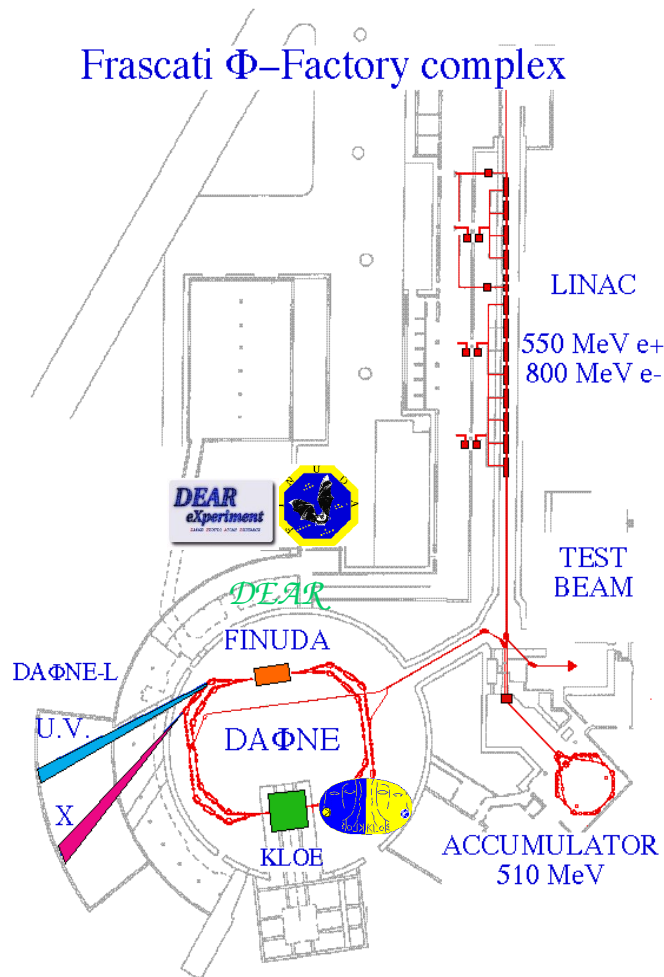 Frascati Φ–Factory complex
LINAC
550 MeV e+
800 MeV e-
DEAR
eXperiment
N U D A
TEST
BEAM
DEAR
FINUDA
DAΦNE-L
U.V.
DAΦNE
X
KLOE
ACCUMULATOR
510 MeV